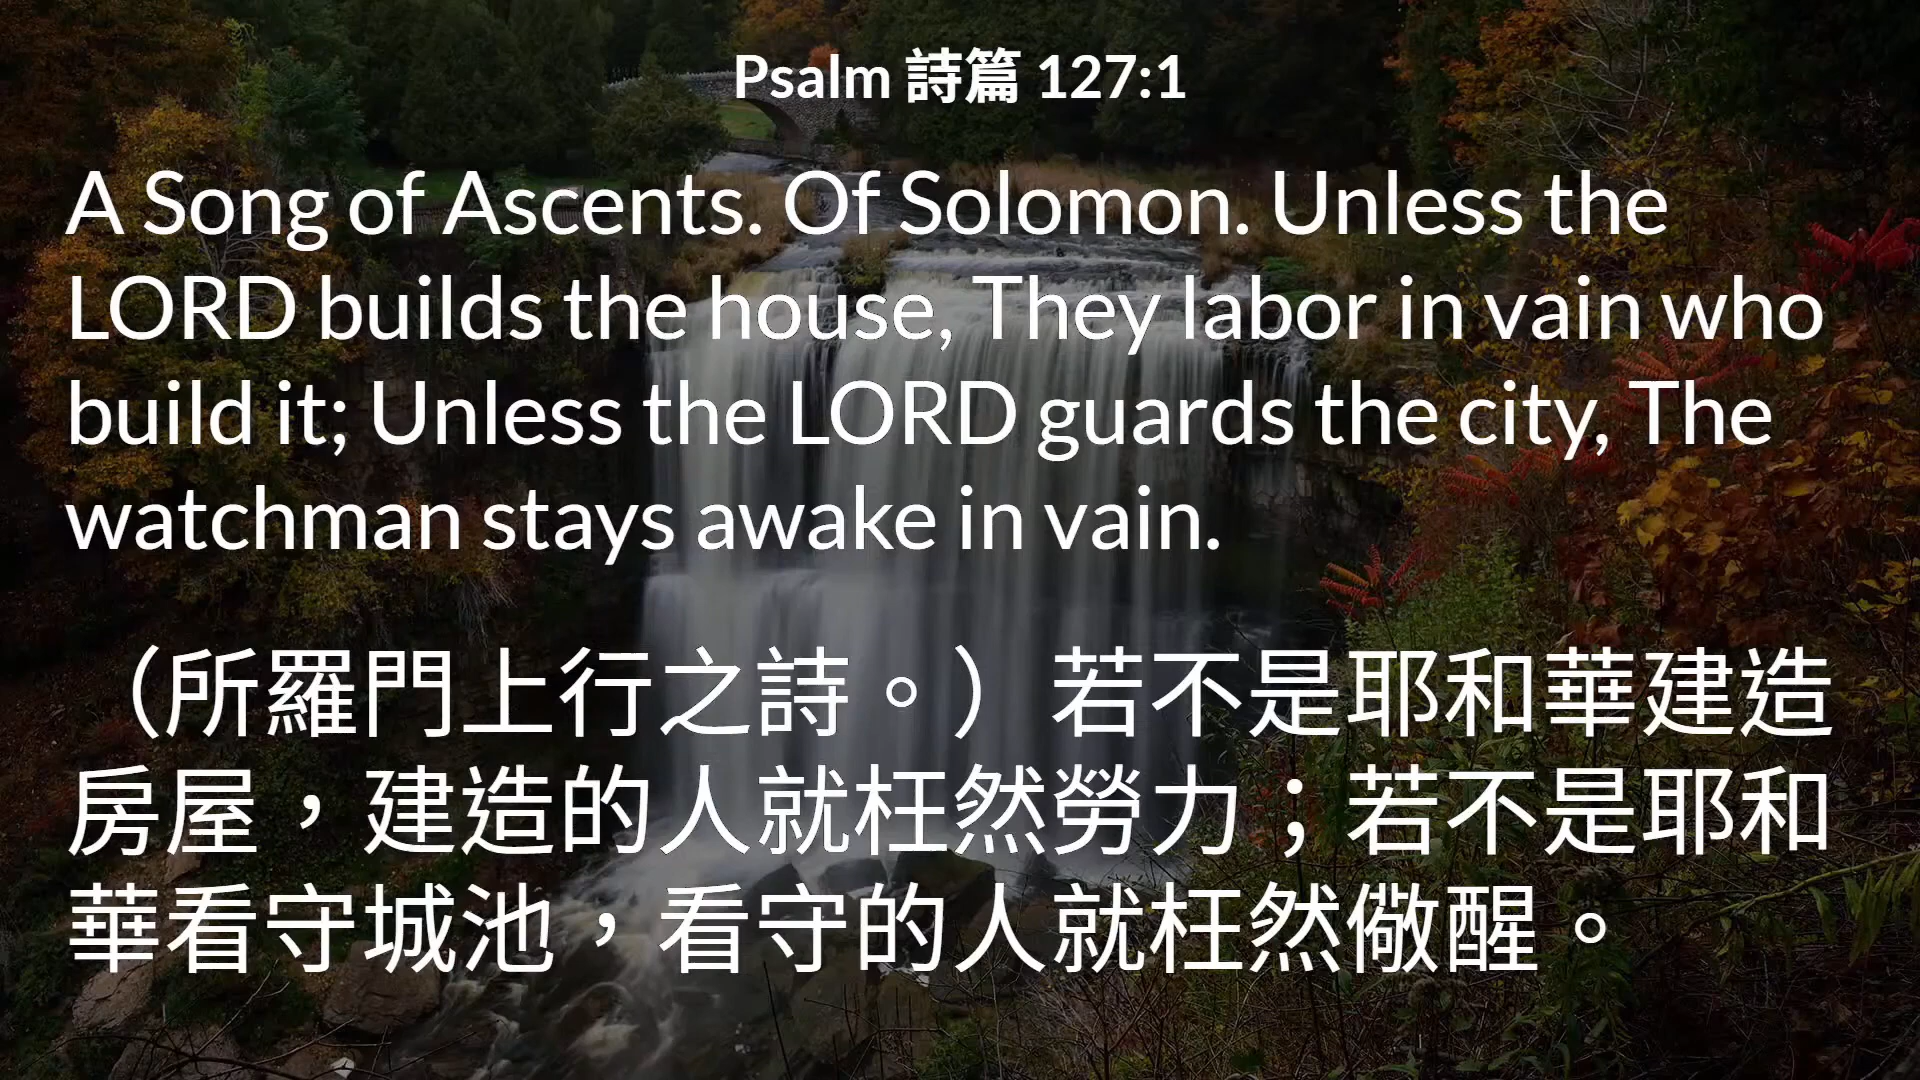 Psalm 詩篇 127:1
A Song of Ascents. Of Solomon. Unless the
LORD builds the house, They labor in vain who
build it; Unless the LORD guards the city, The
watchman stays awake in vain.
（所羅門上行之詩。）若不是耶和華建造
房屋，建造的人就枉然勞力；若不是耶和
華看守城池，看守的人就枉然儆醒。